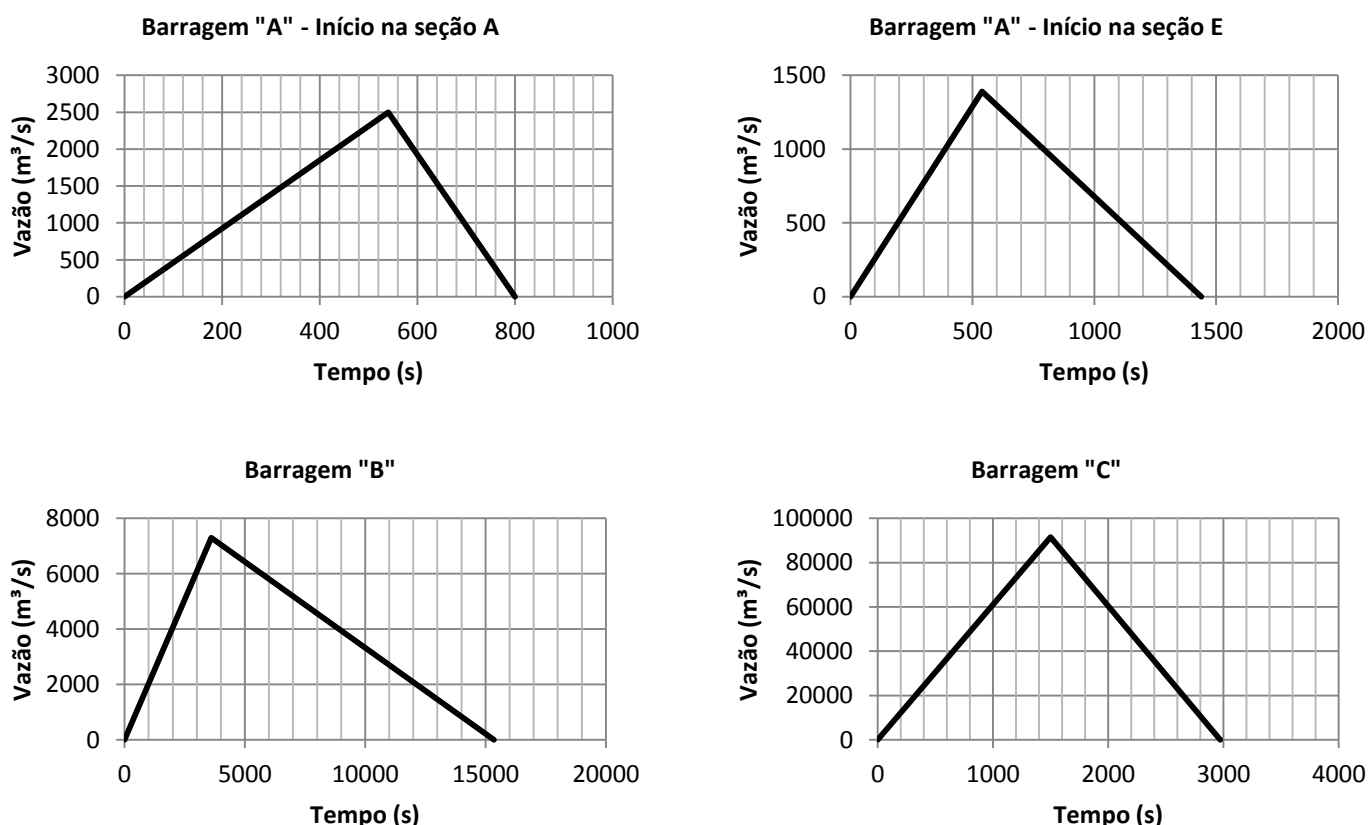 Barragem "A" - Início na seção A
3000
2500
2000
1500
1000
500
0
Vazão (m³/s)
0 200 400 600 800 1000
Tempo (s)
Barragem "A" - Início na seção E
1500
1000
500
0
Vazão (m³/s)
0 500 1000 1500 2000
Tempo (s)
Barragem "B"
8000
6000
4000
2000
0
Vazão (m³/s)
0 5000 10000 15000 20000
Tempo (s)
Barragem "C"
100000
80000
60000
40000
20000
0
Vazão (m³/s)
0 1000 2000 3000 4000
Tempo (s)